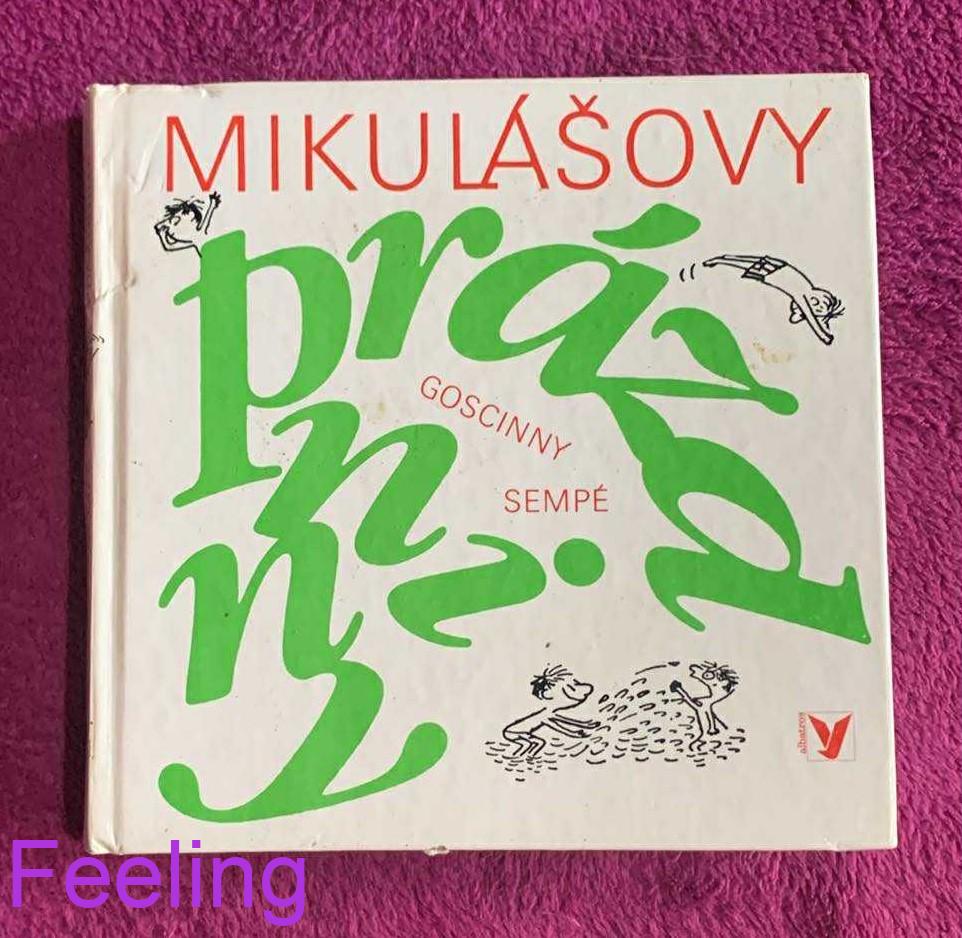 MIKULÁŠOVY
prázdniny
GOSCINNY
SEMPÉ
albatros
Feeling